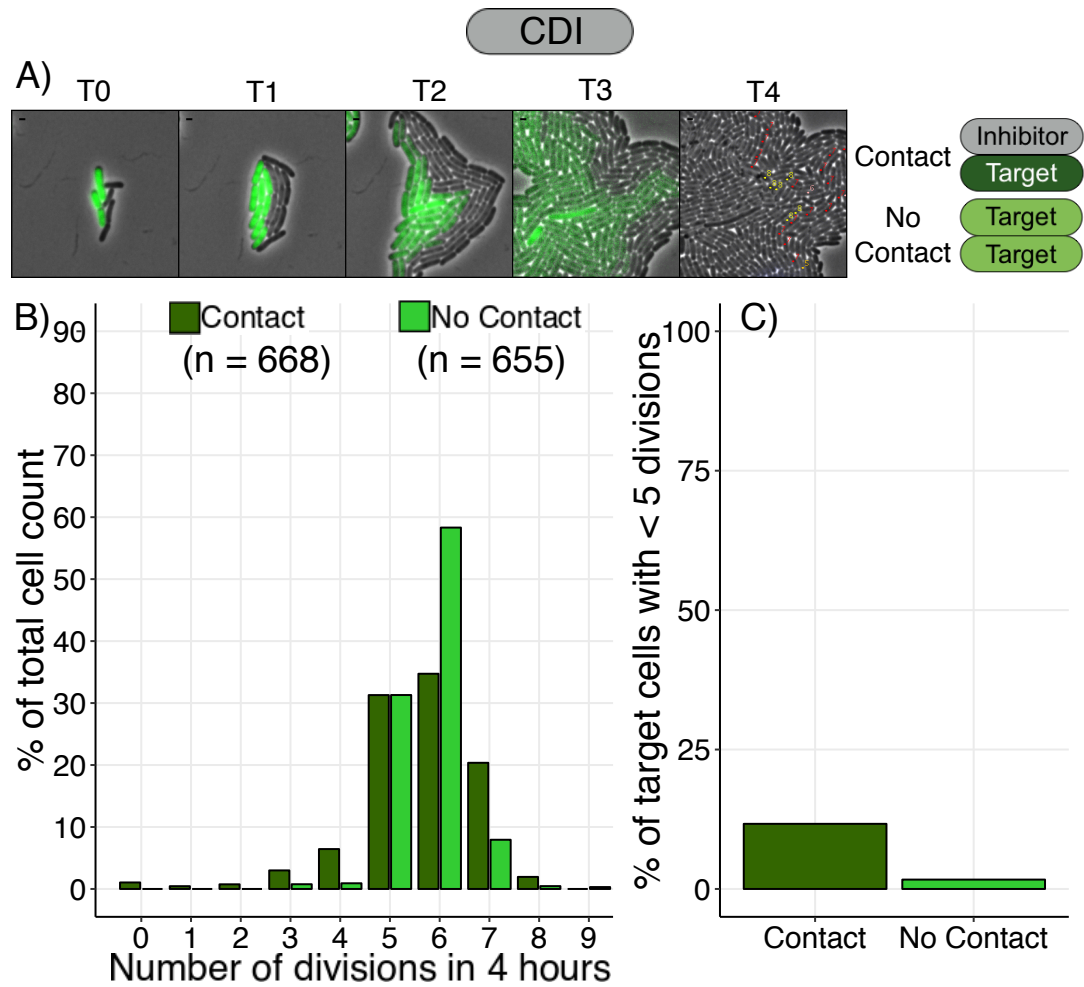 CDI
A)
T0 T1 T2 T3 T4
Contact
Inhibitor
Target
No
Contact
Target
Target
B)
Contact No Contact
(n = 668) (n = 655)
% of total cell count
90
80
70
60
50
40
30
20
10
0
0 1 2 3 4 5 6 7 8 9
Number of divisions in 4 hours
C)
% of target cells with < 5 divisions
100
75
50
25
0
Contact No Contact